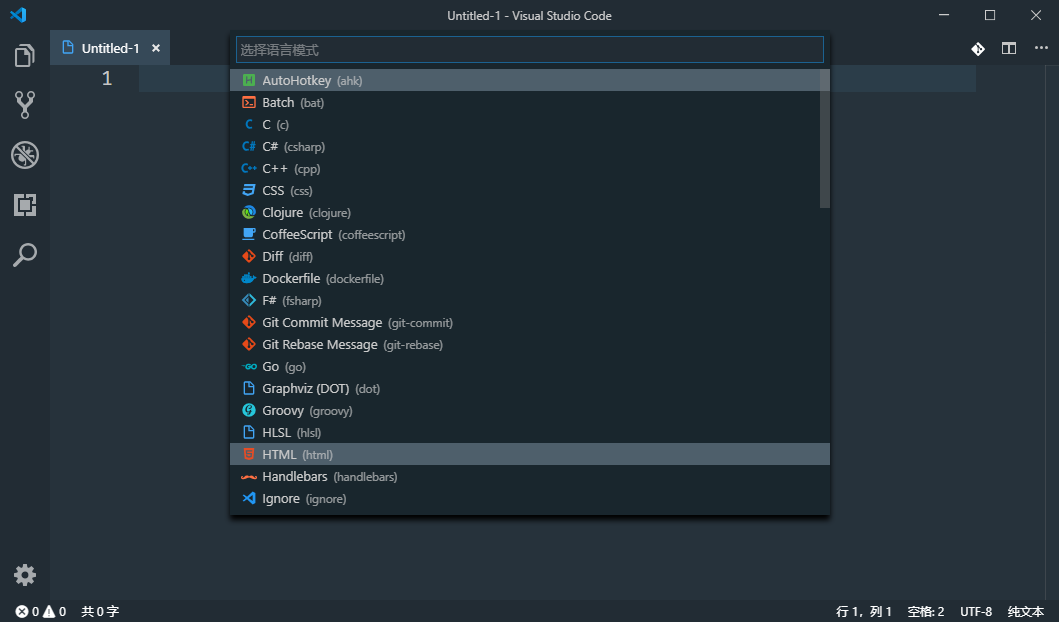 Untitled-1 - Visual Studio Code
Untitled-1
选择语言模式
1
AutoHotkey (ahk)
Batch (bat)
C (c)
C# (csharp)
C++ (cpp)
CSS (css)
Clojure (clojure)
CoffeeScript (coffeescript)
Diff (diff)
Dockerfile (dockerfile)
F# (fsharp)
Git Commit Message (git-commit)
Git Rebase Message (git-rebase)
Go (go)
Graphviz (DOT) (dot)
Groovy (groovy)
HLSL (hlsl)
HTML (html)
Handlebars (handlebars)
Ignore (ignore)
0 0 共 0 字 行 1，列 1 空格: 2 UTF-8 纯文本